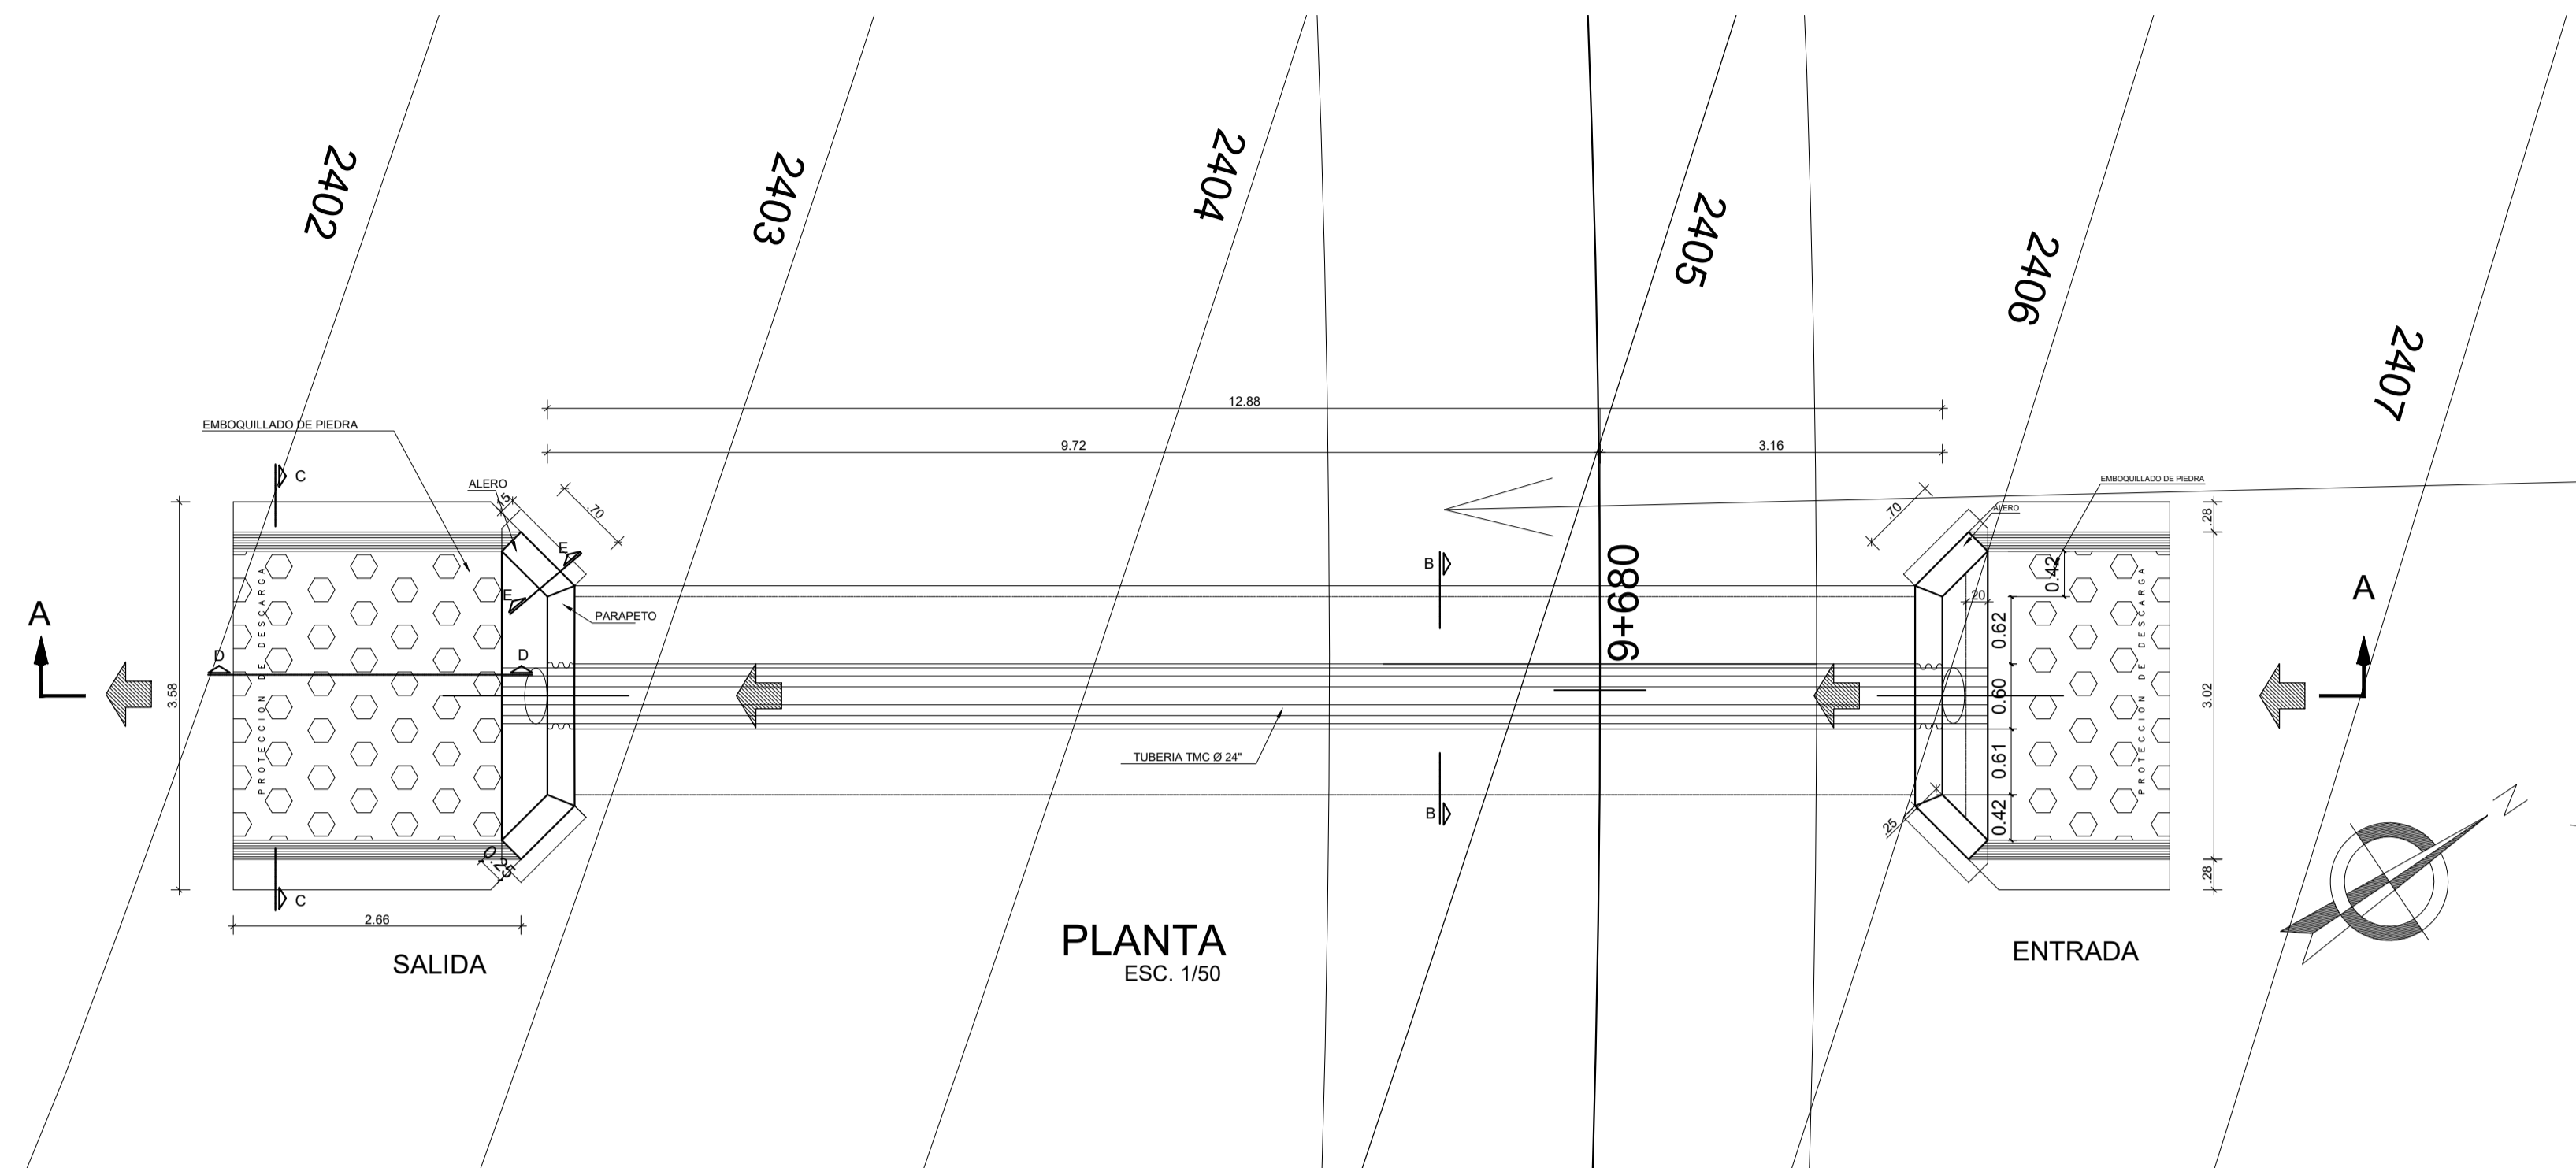 2402
2403
2404
2405
2406
2407
12.88
9.72
3.16
EMBOQUILLADO DE PIEDRA
C
ALERO
.15
.70
E
E
PARAPETO
B
9+680
.70
EMBOQUILLADO DE PIEDRA
ALERO
.28
0.42
.20
0.62
A
A
D
D
PROTECCION DE DESCARGA
PROTECCION DE DESCARGA
3.58
0.60
3.02
TUBERIA TMC Ø 24"
0.61
0.42
.25
B
0.25
C
.28
2.66
N
SALIDA
PLANTA
ESC. 1/50
ENTRADA